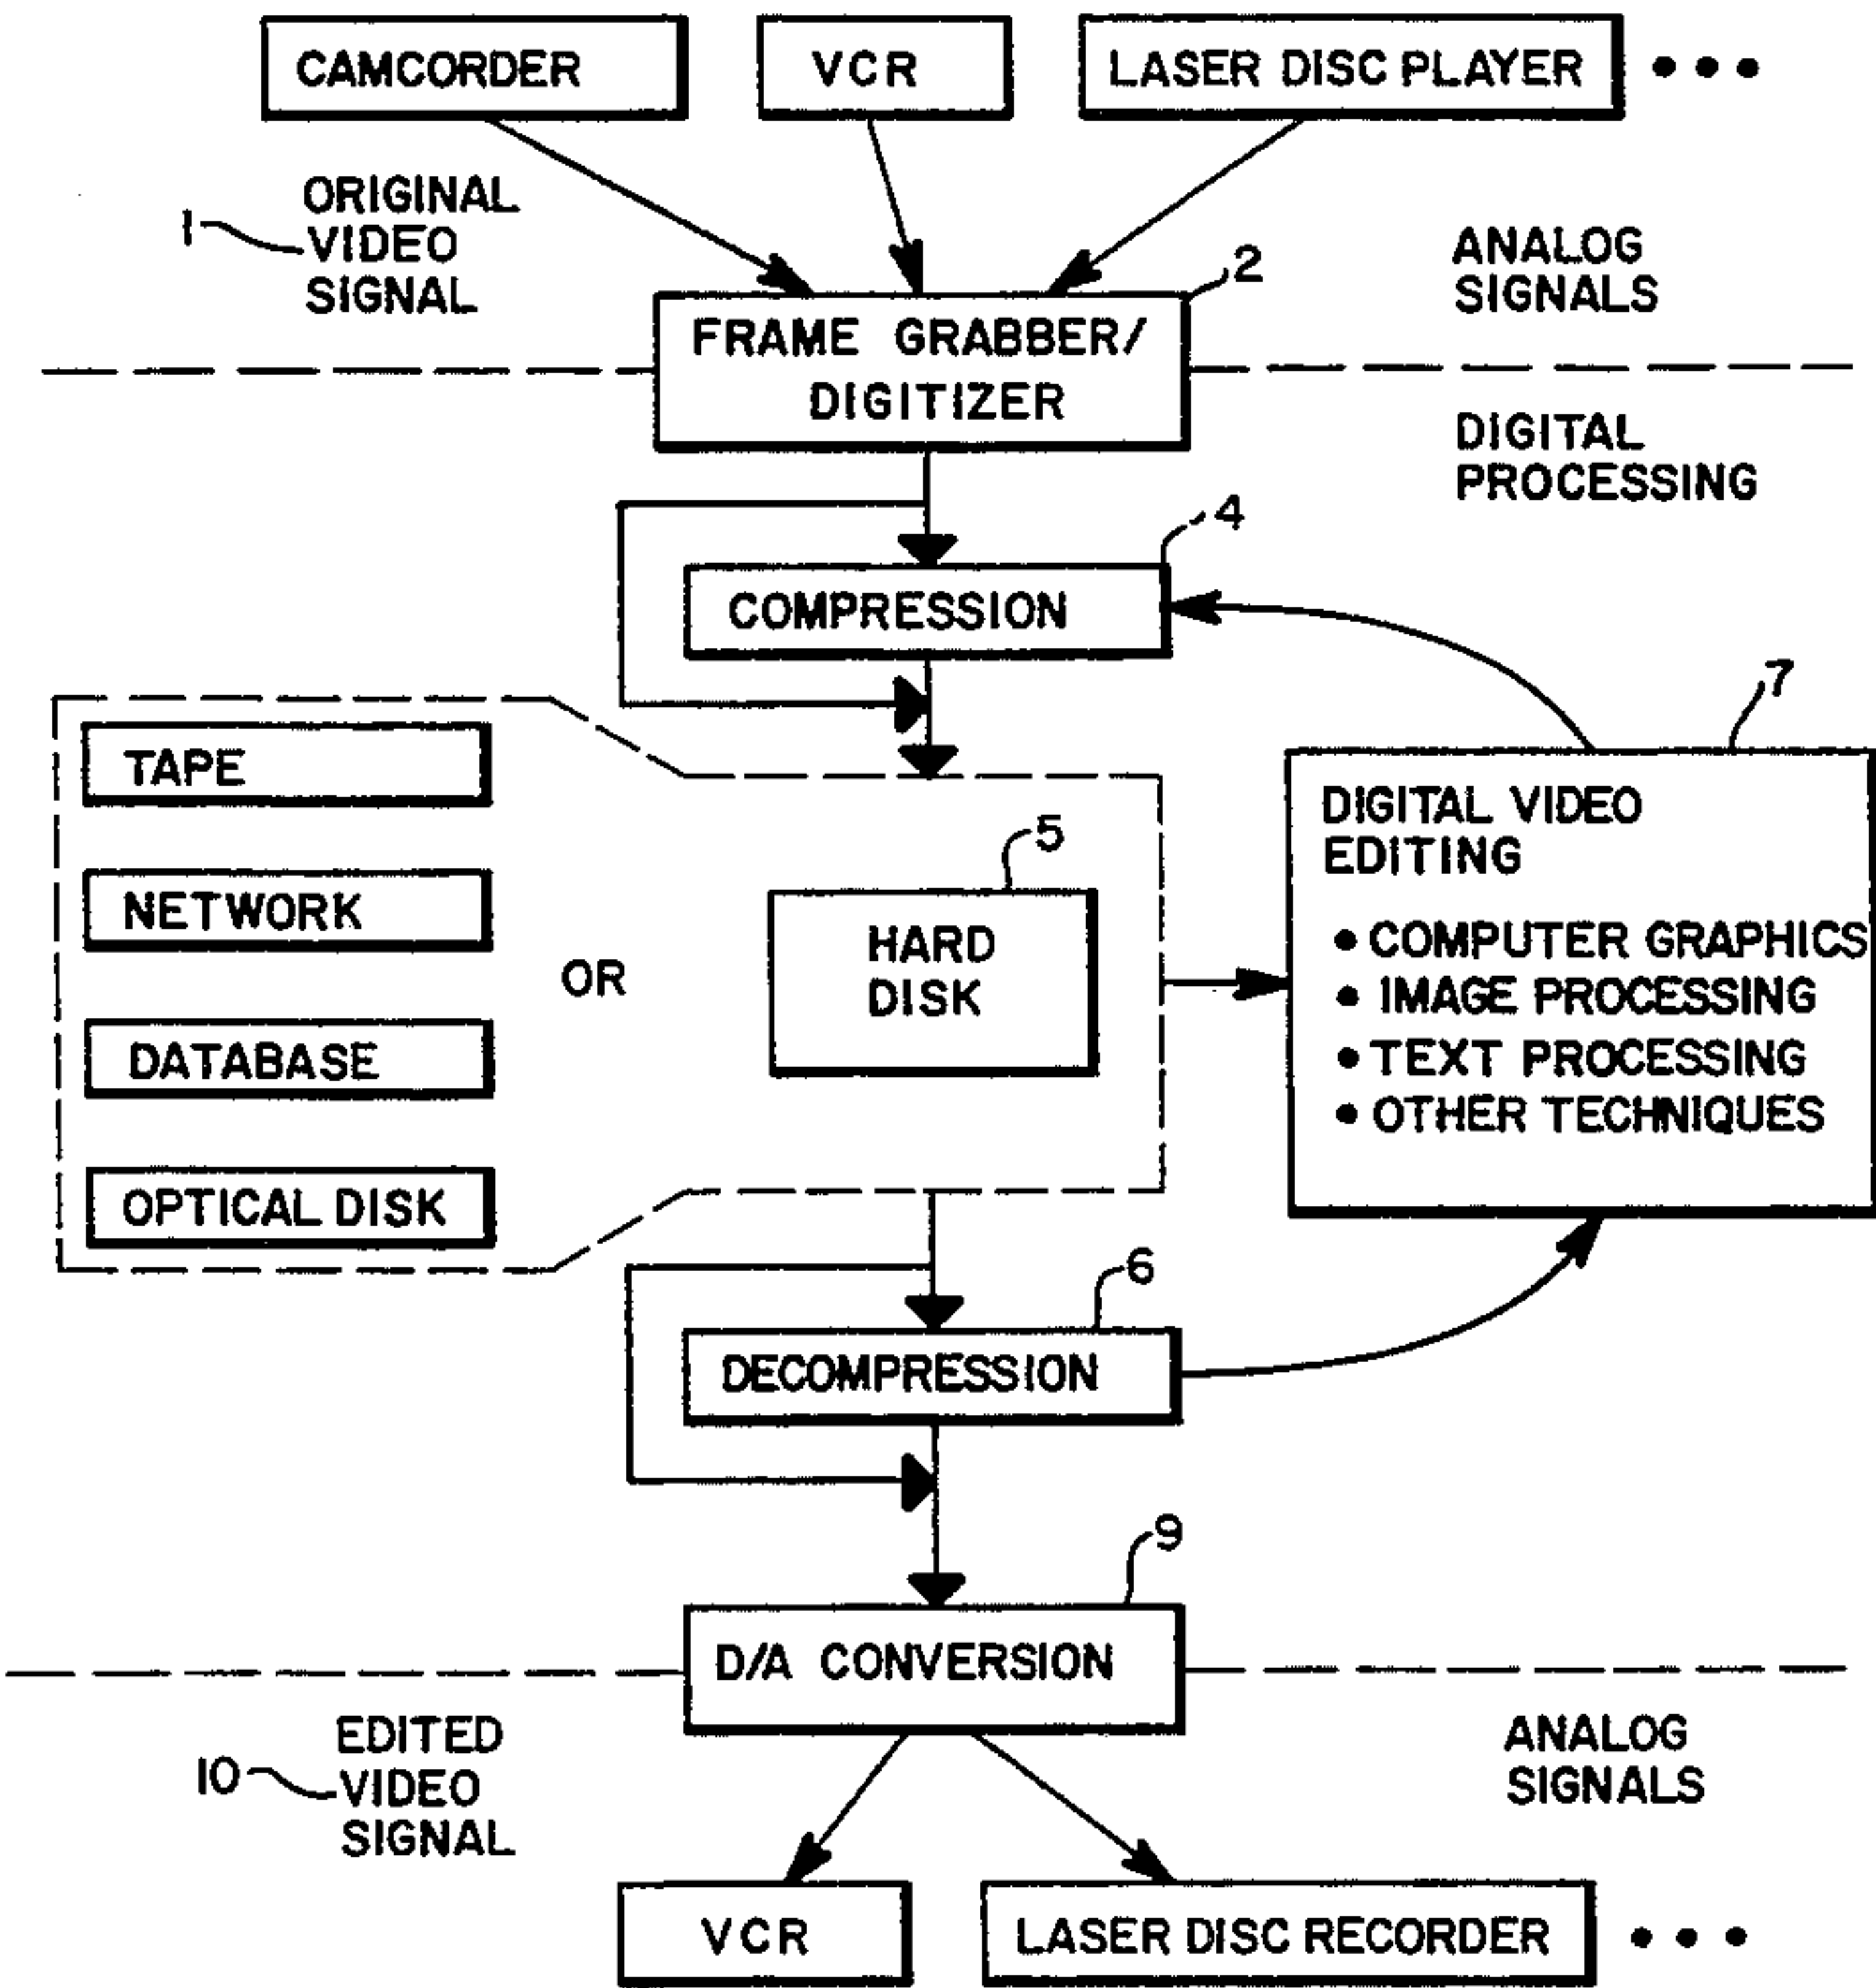 CAMCORDER
VCR
LASER DISC PLAYER •••
1
ORIGINAL
VIDEO
SIGNAL
2
ANALOG
SIGNALS
FRAME GRABBER/
DIGITIZER
DIGITAL
PROCESSING
4
COMPRESSION
7
TAPE
NETWORK
DATABASE
OPTICAL DISK
OR
5
HARD
DISK
DIGITAL VIDEO
EDITING
• COMPUTER GRAPHICS
• IMAGE PROCESSING
• TEXT PROCESSING
• OTHER TECHNIQUES
6
DECOMPRESSION
9
D/A CONVERSION
10
EDITED
VIDEO
SIGNAL
ANALOG
SIGNALS
VCR
LASER DISC RECORDER •••